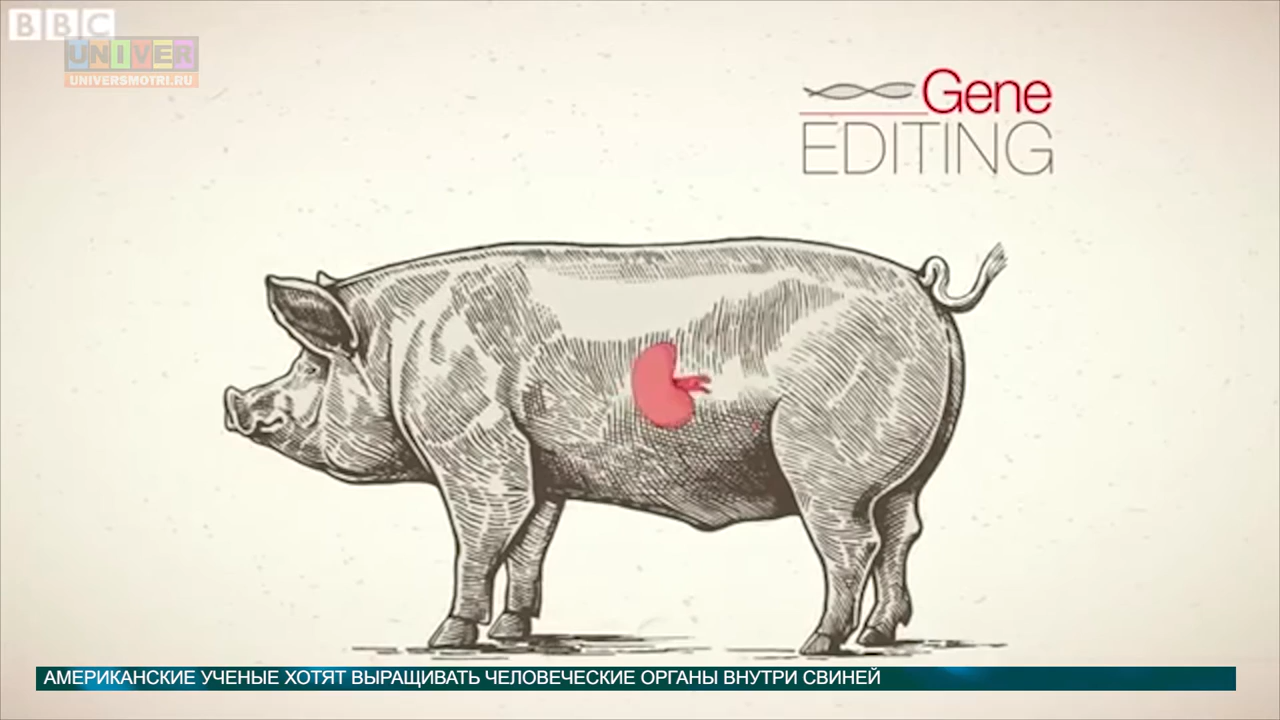 BBC
UNIVER
UNIVERSMOTRI.RU
Gene
EDITING
АМЕРИКАНСКИЕ УЧЕНЫЕ ХОТЯТ ВЫРАЩИВАТЬ ЧЕЛОВЕЧЕСКИЕ ОРГАНЫ ВНУТРИ СВИНЕЙ